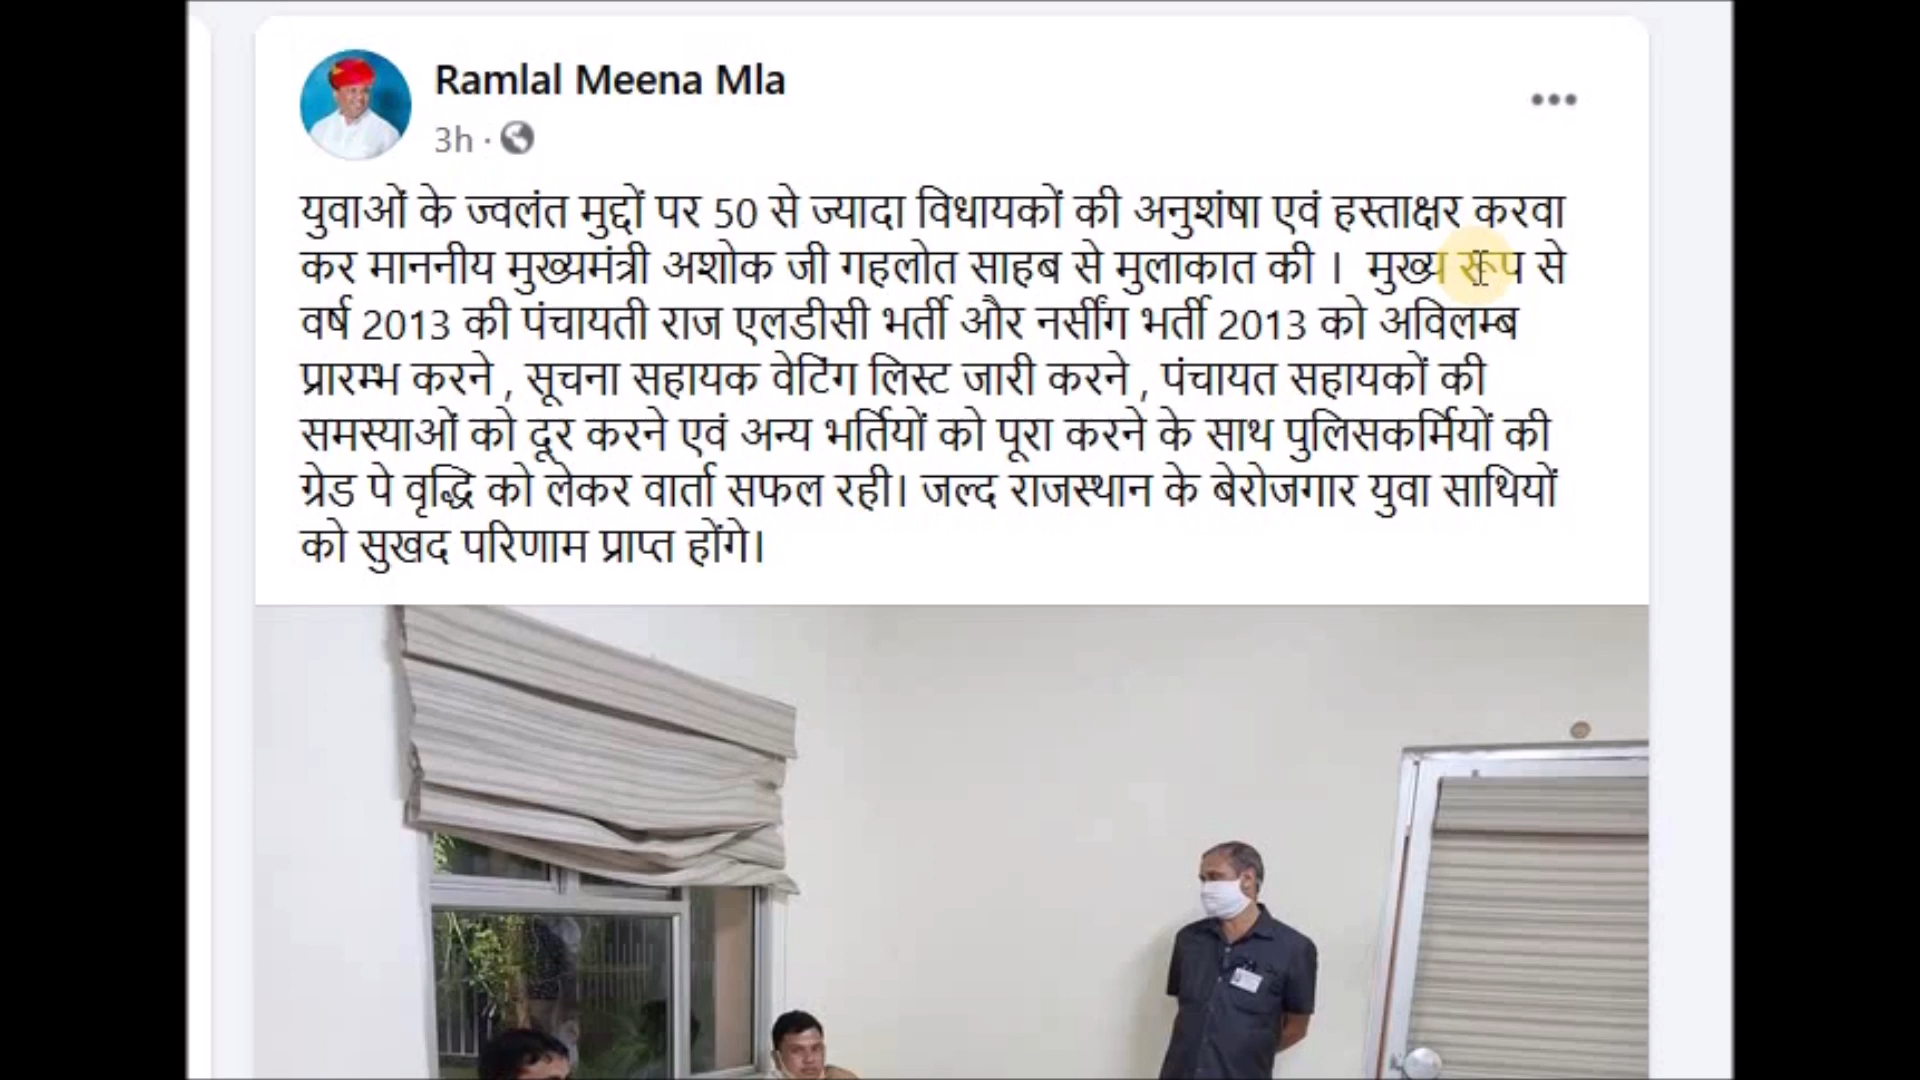 Ramlal Meena Mla
3h ·
युवाओं के ज्वलंत मुद्दों पर 50 से ज्यादा विधायकों की अनुशंषा एवं हस्ताक्षर करवा
कर माननीय मुख्यमंत्री अशोक जी गहलोत साहब से मुलाकात की । मुख्य रूप से
वर्ष 2013 की पंचायती राज एलडीसी भर्ती और नर्सींग भर्ती 2013 को अविलम्ब
प्रारम्भ करने , सूचना सहायक वेटिंग लिस्ट जारी करने , पंचायत सहायकों की
समस्याओं को दूर करने एवं अन्य भर्तियों को पूरा करने के साथ पुलिसकर्मियों की
ग्रेड पे वृद्धि को लेकर वार्ता सफल रही। जल्द राजस्थान के बेरोजगार युवा साथियों
को सुखद परिणाम प्राप्त होंगे।